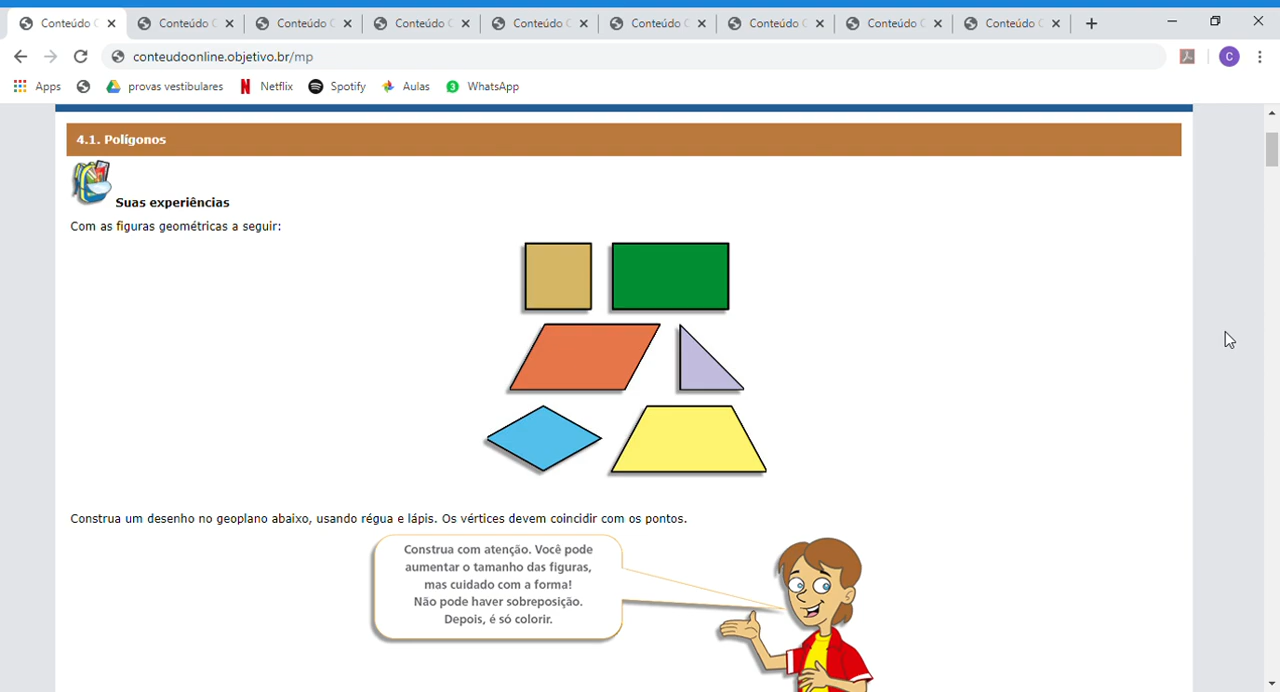 Conteúdo C
Conteúdo C
Conteúdo C
Conteúdo C
Conteúdo C
Conteúdo C
Conteúdo C
Conteúdo C
Conteúdo C
conteudoonline.objetivo.br/mp
C
Apps
provas vestibulares
Netflix
Spotify
Aulas
3
WhatsApp
4.1. Polígonos
Suas experiências
Com as figuras geométricas a seguir:
Construa um desenho no geoplano abaixo, usando régua e lápis. Os vértices devem coincidir com os pontos.
Construa com atenção. Você pode
aumentar o tamanho das figuras,
mas cuidado com a forma!
Não pode haver sobreposição.
Depois, é só colorir.